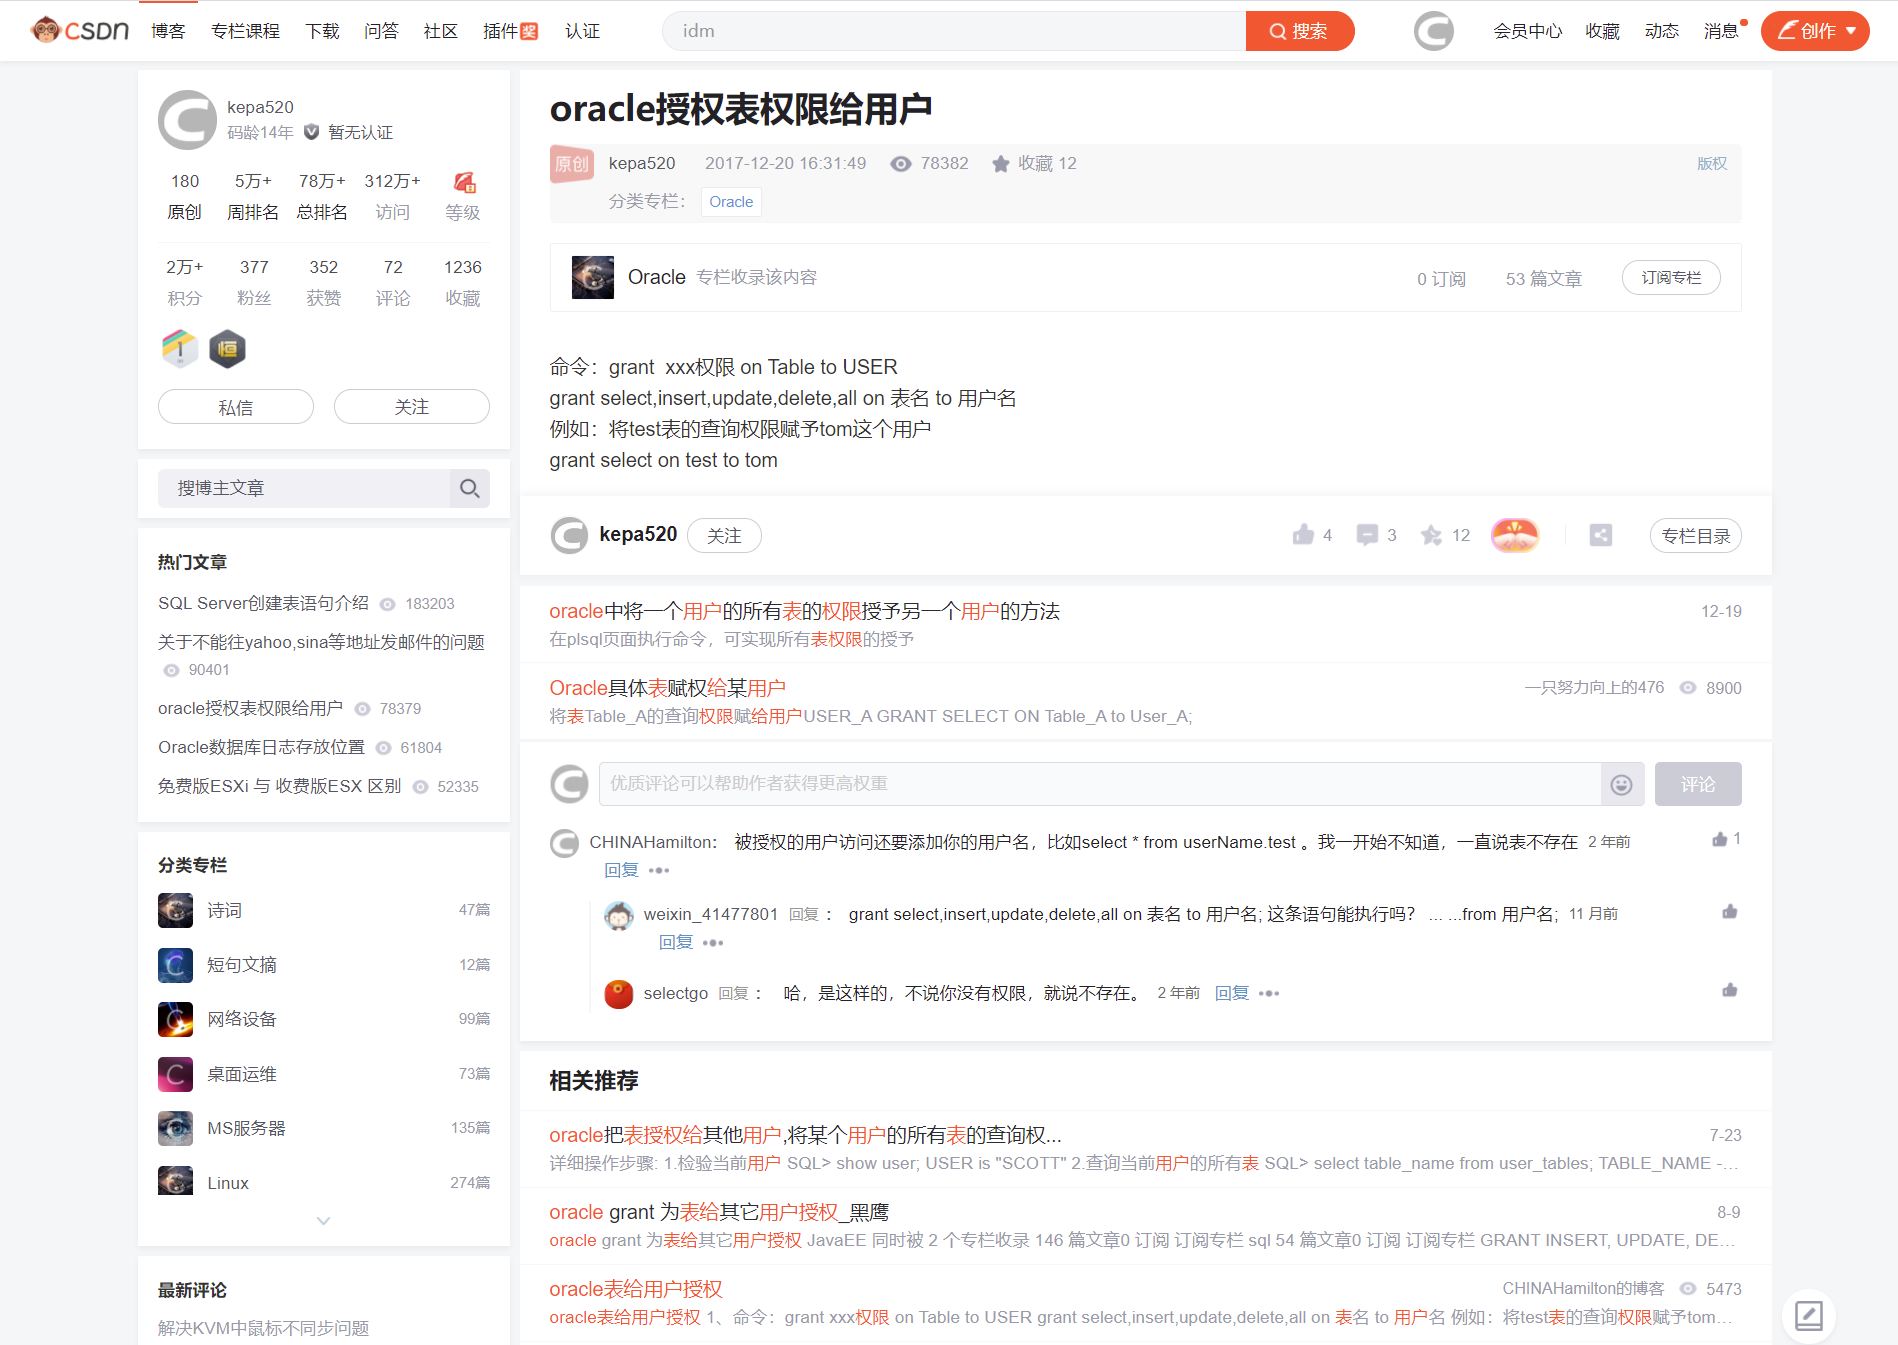 CSDN 博客 专栏课程 下载 问答 社区 插件 奖 认证 idm 搜索 会员中心 收藏 动态 消息 创作
kepa520
码龄14年 暂无认证
180 5万+ 78万+ 312万+
原创 周排名 总排名 访问 等级
2万+ 377 352 72 1236
积分 粉丝 获赞 评论 收藏
1 恒
私信 关注
搜博主文章
热门文章
SQL Server创建表语句介绍 183203
关于不能往yahoo,sina等地址发邮件的问题
90401
oracle授权表权限给用户 78379
Oracle数据库日志存放位置 61804
免费版ESXi 与 收费版ESX 区别 52335
分类专栏
诗词 47篇
短句文摘 12篇
网络设备 99篇
桌面运维 73篇
MS服务器 135篇
Linux 274篇
最新评论
解决KVM中鼠标不同步问题
oracle授权表权限给用户
原创 kepa520 2017-12-20 16:31:49 78382 收藏 12 版权
分类专栏： Oracle
Oracle 专栏收录该内容 0 订阅 53 篇文章 订阅专栏
命令：grant xxx权限 on Table to USER
grant select,insert,update,delete,all on 表名 to 用户名
例如：将test表的查询权限赋予tom这个用户
grant select on test to tom
kepa520 关注 4 3 12 专栏目录
oracle中将一个用户的所有表的权限授予另一个用户的方法 12-19
在plsql页面执行命令，可实现所有表权限的授予
Oracle具体表赋权给某用户 一只努力向上的476 8900
将表Table_A的查询权限赋给用户USER_A GRANT SELECT ON Table_A to User_A;
优质评论可以帮助作者获得更高权重 评论
CHINAHamilton： 被授权的用户访问还要添加你的用户名，比如select * from userName.test 。我一开始不知道，一直说表不存在 2 年前 1
回复
weixin_41477801 回复： grant select,insert,update,delete,all on 表名 to 用户名; 这条语句能执行吗？ ... ...from 用户名; 11 月前
回复
selectgo 回复： 哈，是这样的，不说你没有权限，就说不存在。 2 年前 回复
相关推荐
oracle把表授权给其他用户,将某个用户的所有表的查询权... 7-23
详细操作步骤: 1.检验当前用户 SQL> show user; USER is "SCOTT" 2.查询当前用户的所有表 SQL> select table_name from user_tables; TABLE_NAME -...
oracle grant 为表给其它用户授权_黑鹰 8-9
oracle grant 为表给其它用户授权 JavaEE 同时被 2 个专栏收录 146 篇文章0 订阅 订阅专栏 sql 54 篇文章0 订阅 订阅专栏 GRANT INSERT, UPDATE, DE...
oracle表给用户授权 CHINAHamilton的博客 5473
oracle表给用户授权 1、命令：grant xxx权限 on Table to USER grant select,insert,update,delete,all on 表名 to 用户名 例如：将test表的查询权限赋予tom...